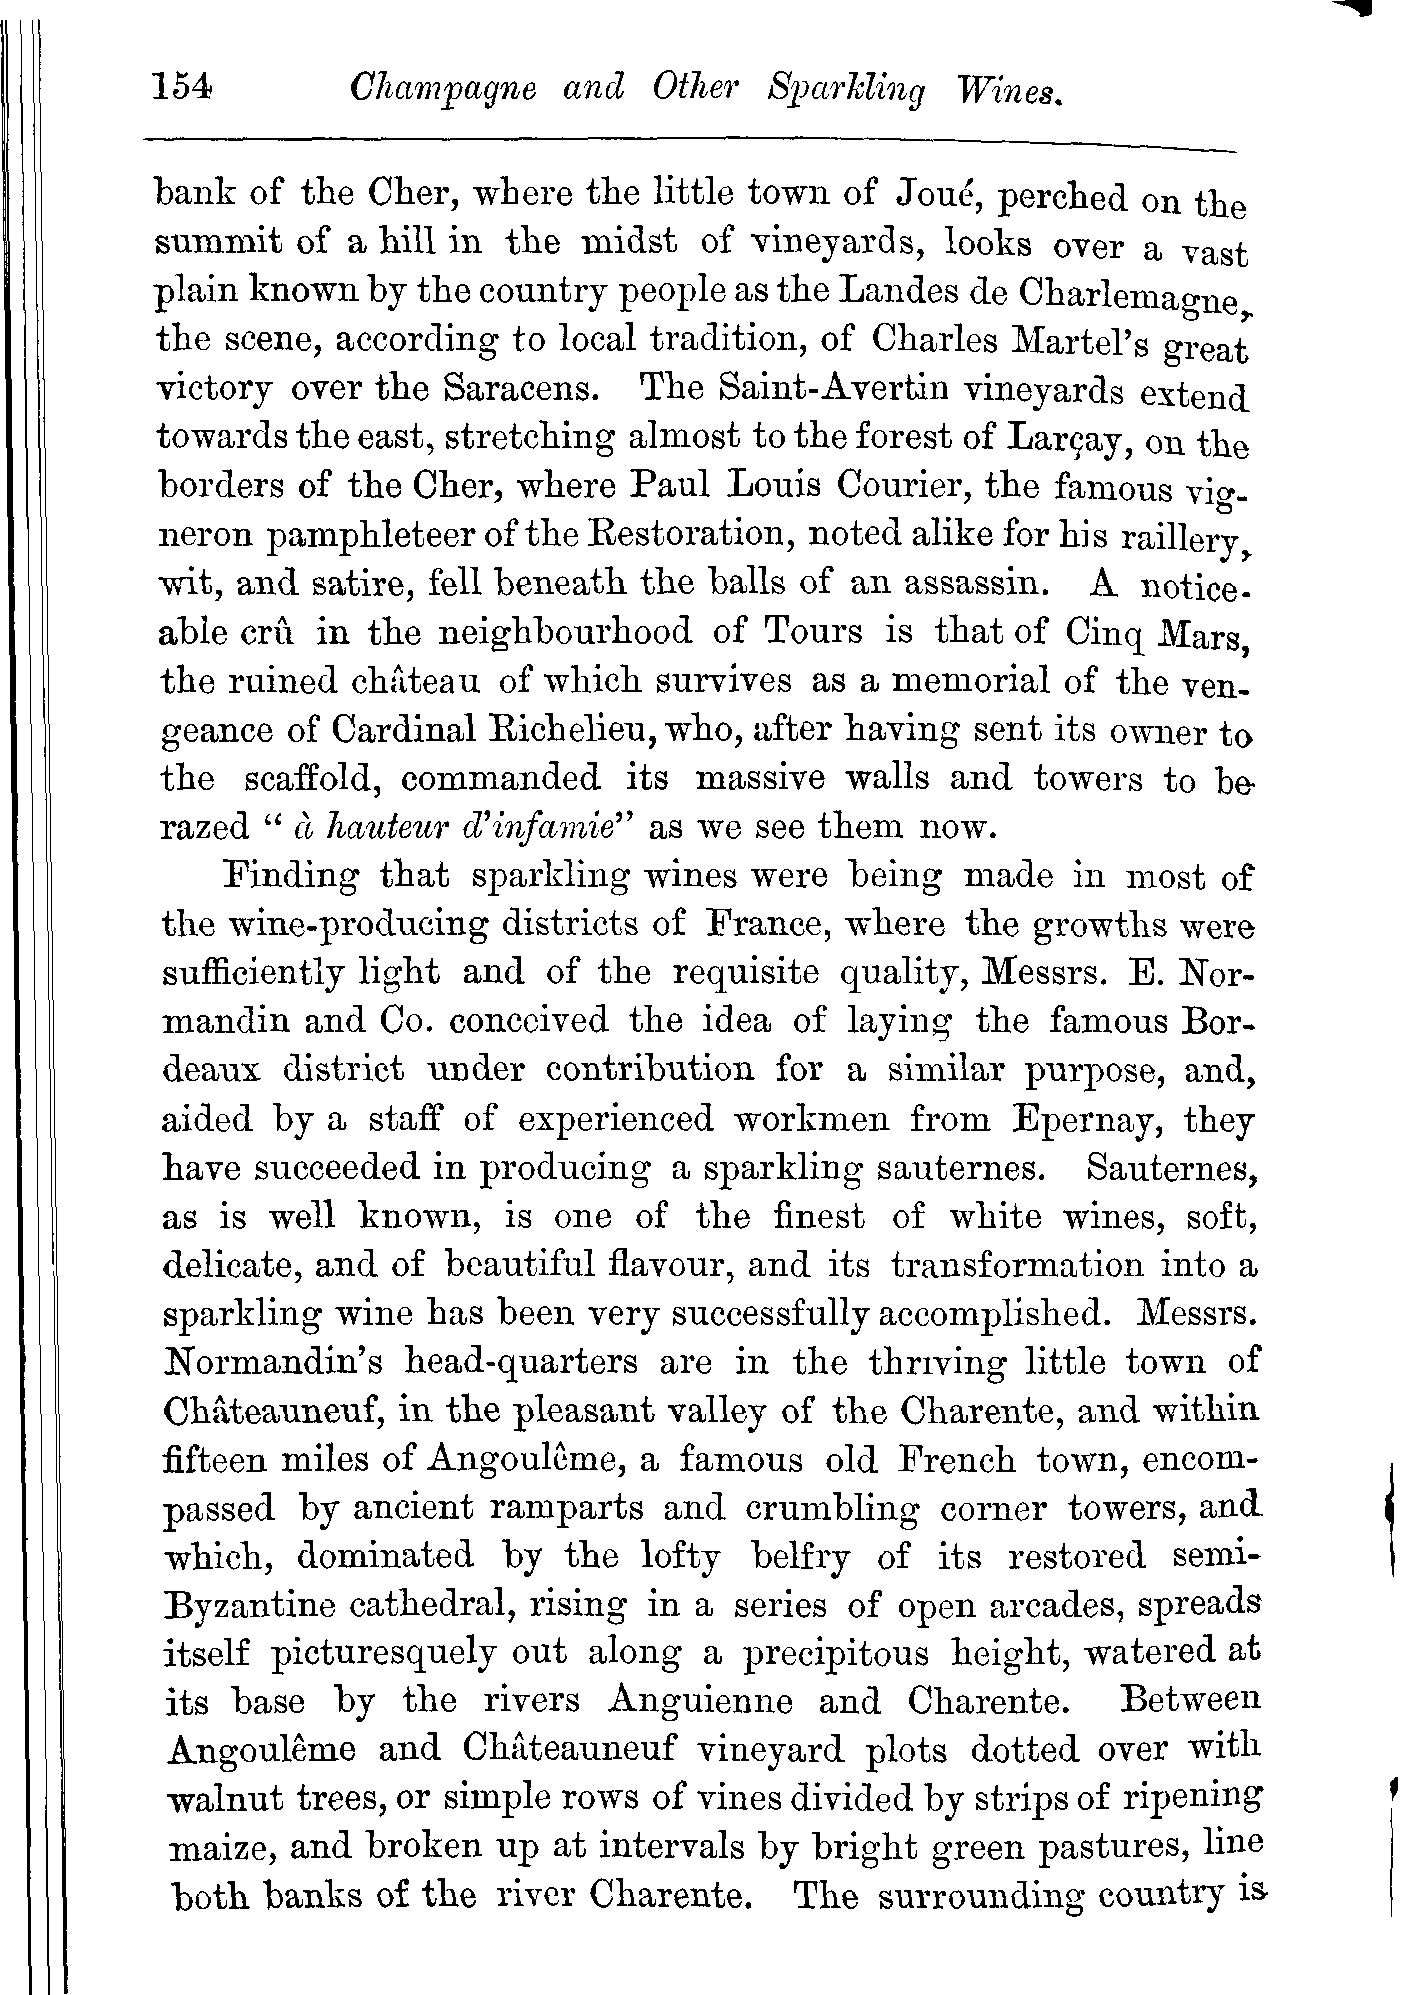 154 Champagne and Other Sparkling Wines.
bank of the Cher, where the little town of Joué, perched on the
summit of a hill in the midst of vineyards, looks over a vast
plain known by the country people as the Landes de Charlemagne,
the scene, according to local tradition, of Charles Martel's great
victory over the Saracens. The Saint-Avertin vineyards extend
towards the east, stretching almost to the forest of Larçay, on the
borders of the Cher, where Paul Louis Courier, the famous vig-
neron pamphleteer of the Restoration, noted alike for his raillery,
wit, and satire, fell beneath the balls of an assassin. A notice-
able crû in the neighbourhood of Tours is that of Cinq Mars,
the ruined château of which survives as a memorial of the ven-
geance of Cardinal Richelieu, who, after having sent its owner to
the scaffold, commanded its massive walls and towers to be
razed "à hauteur d'infamie" as we see them now.
Finding that sparkling wines were being made in most of
the wine-producing districts of France, where the growths were
sufficiently light and of the requisite quality, Messrs. E. Nor-
mandin and Co. conceived the idea of laying the famous Bor-
deaux district under contribution for a similar purpose, and,
aided by a staff of experienced workmen from Epernay, they
have succeeded in producing a sparkling sauternes. Sauternes,
as is well known, is one of the finest of white wines, soft,
delicate, and of beautiful flavour, and its transformation into a
sparkling wine has been very successfully accomplished. Messrs.
Normandin's head-quarters are in the thriving little town of
Châteauneuf, in the pleasant valley of the Charente, and within
fifteen miles of Angoulême, a famous old French town, encom-
passed by ancient ramparts and crumbling corner towers, and
which, dominated by the lofty belfry of its restored semi-
Byzantine cathedral, rising in a series of open arcades, spreads
itself picturesquely out along a precipitous height, watered at
its base by the rivers Anguienne and Charente. Between
Angoulême and Châteauneuf vineyard plots dotted over with
walnut trees, or simple rows of vines divided by strips of ripening
maize, and broken up at intervals by bright green pastures, line
both banks of the river Charente. The surrounding country is